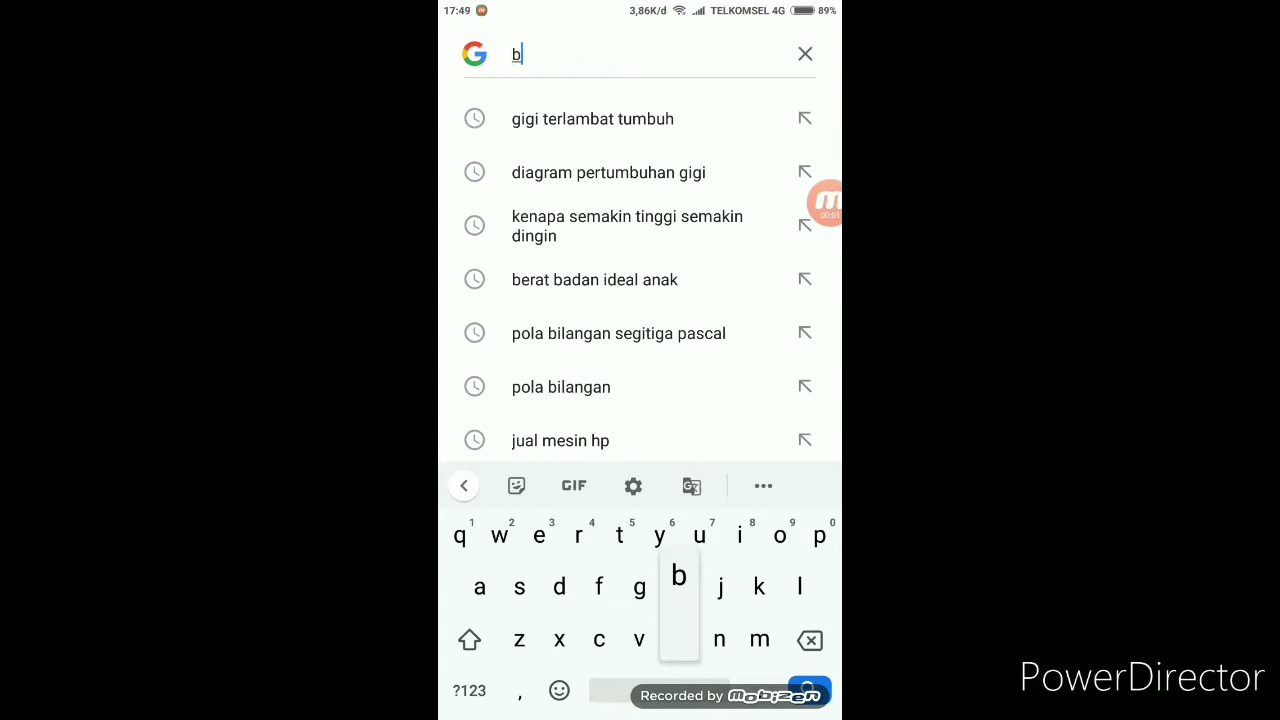 17:49 3,86K/d TELKOMSEL 4G 89%
b
gigi terlambat tumbuh
diagram pertumbuhan gigi
kenapa semakin tinggi semakin
dingin
berat badan ideal anak
pola bilangan segitiga pascal
pola bilangan
jual mesin hp
00:01
GIF
1 2 3 4 5 6 7 8 9 0
q w e r t y u i o p
a s d f g b j k l
z x c v n m
?123 ,
Recorded by mobizen
PowerDirector